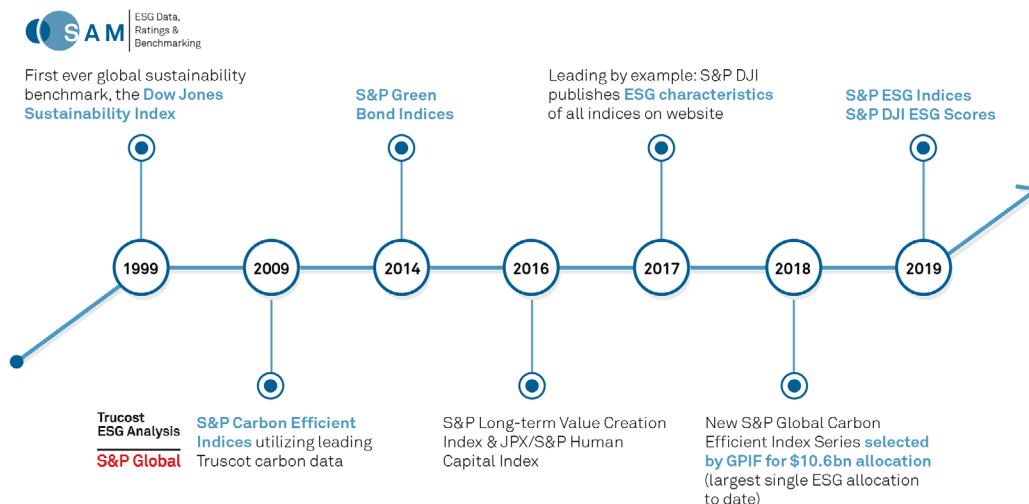 SAM
ESG Data,
Ratings &
Benchmarking
First ever global sustainability
benchmark, the Dow Jones
Sustainability Index
S&P Green
Bond Indices
Leading by example: S&P DJI
publishes ESG characteristics
of all indices on website
S&P ESG Indices
S&P DJI ESG Scores
1999
2009
2014
2016
2017
2018
2019
Trucost
ESG Analysis
S&P Global
S&P Carbon Efficient
Indices utilizing leading
Truscot carbon data
S&P Long-term Value Creation
Index & JPX/S&P Human
Capital Index
New S&P Global Carbon
Efficient Index Series selected
by GPIF for $10.6bn allocation
(largest single ESG allocation
to date)